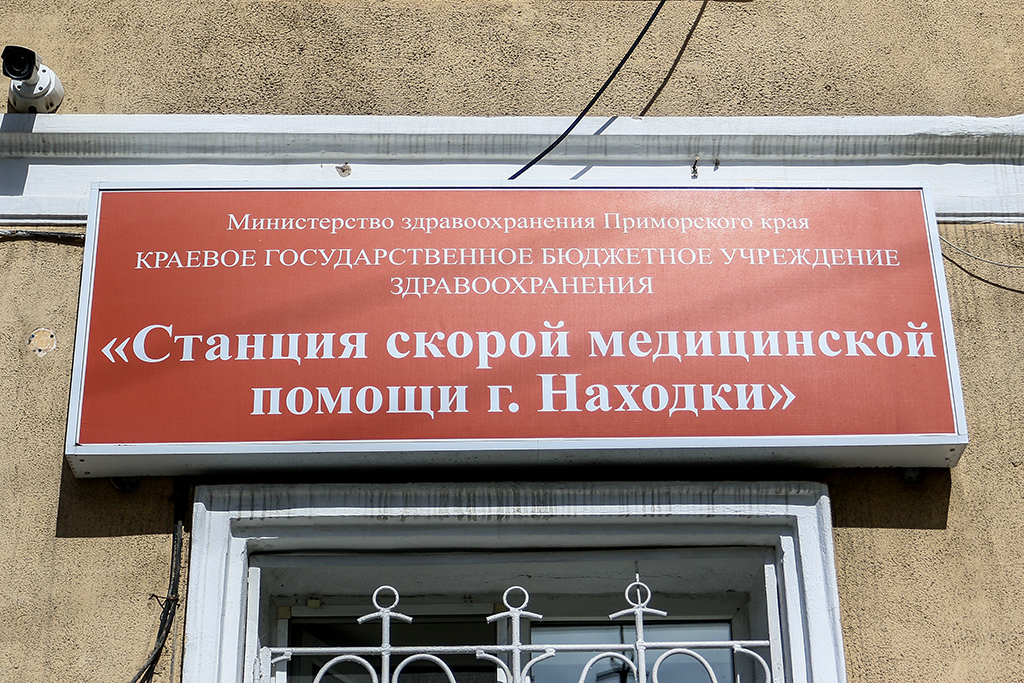 Министерство здравоохранения Приморского края
КРАЕВОЕ ГОСУДАРСТВЕННОЕ БЮДЖЕТНОЕ УЧРЕЖДЕНИЕ
ЗДРАВООХРАНЕНИЯ
«Станция скорой медицинской
помощи г. Находки»